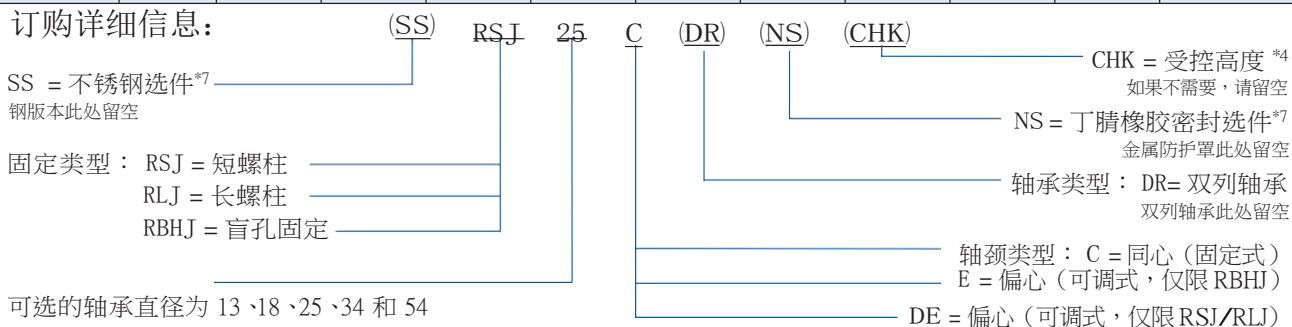 订购详细信息：
(SS) RSJ 25 C (DR) (NS) (CHK)
SS = 不锈钢选件*7
钢版本此处留空
固定类型： RSJ = 短螺柱
RLJ = 长螺柱
RBHJ = 盲孔固定
可选的轴承直径为 13、18、25、34 和 54
CHK = 受控高度 *4
如果不需要，请留空
NS = 丁腈橡胶密封选件*7
金属防护罩此处留空
轴承类型： DR= 双列轴承
双列轴承此处留空
轴颈类型： C = 同心（固定式）
E = 偏心（可调式，仅限 RBHJ）
DE = 偏心（可调式，仅限 RSJ/RLJ）